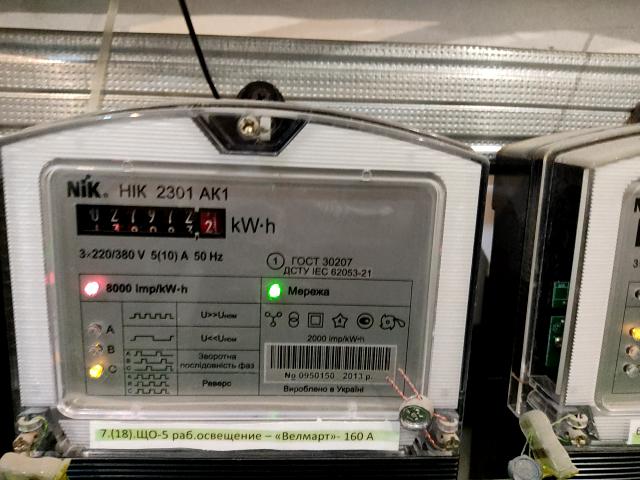 NiK® НІК 2301 АК1
kW·h
3×220/380 V 5(10) A 50 Hz
1 ГОСТ 30207
ДСТУ IEC 62053-21
8000 imp/kW·h
Мережа
U>>Uном
A
U<<Uном
B
2000 imp/kW·h
Зворотна
послідовність фаз
C
Реверс
No 0950150 2013 р.
Вироблено в Україні
7.(18).ЩО-5 раб.освещение – «Велмарт»- 160 А